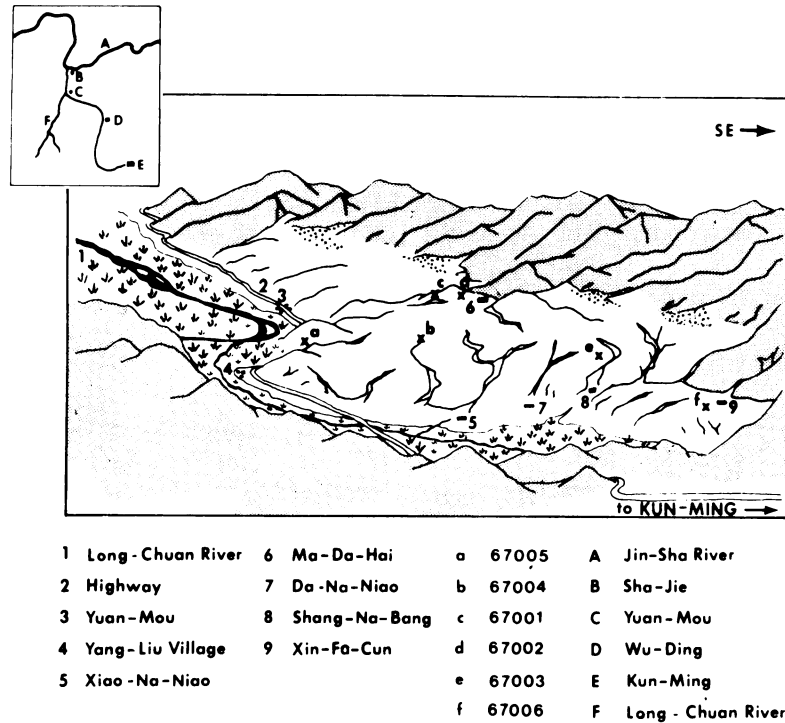 A
B
C
F
D
E
SE
1
2
3
c
d
6
a
b
e
4
8
f
9
5
7
to KUN-MING
1 Long-Chuan River 6 Ma-Da-Hai a 67005 A Jin-Sha River
2 Highway 7 Da-Na-Niao b 67004 B Sha-Jie
3 Yuan-Mou 8 Shang-Na-Bang c 67001 C Yuan-Mou
4 Yang-Liu Village 9 Xin-Fa-Cun d 67002 D Wu-Ding
5 Xiao-Na-Niao e 67003 E Kun-Ming
f 67006 F Long-Chuan River